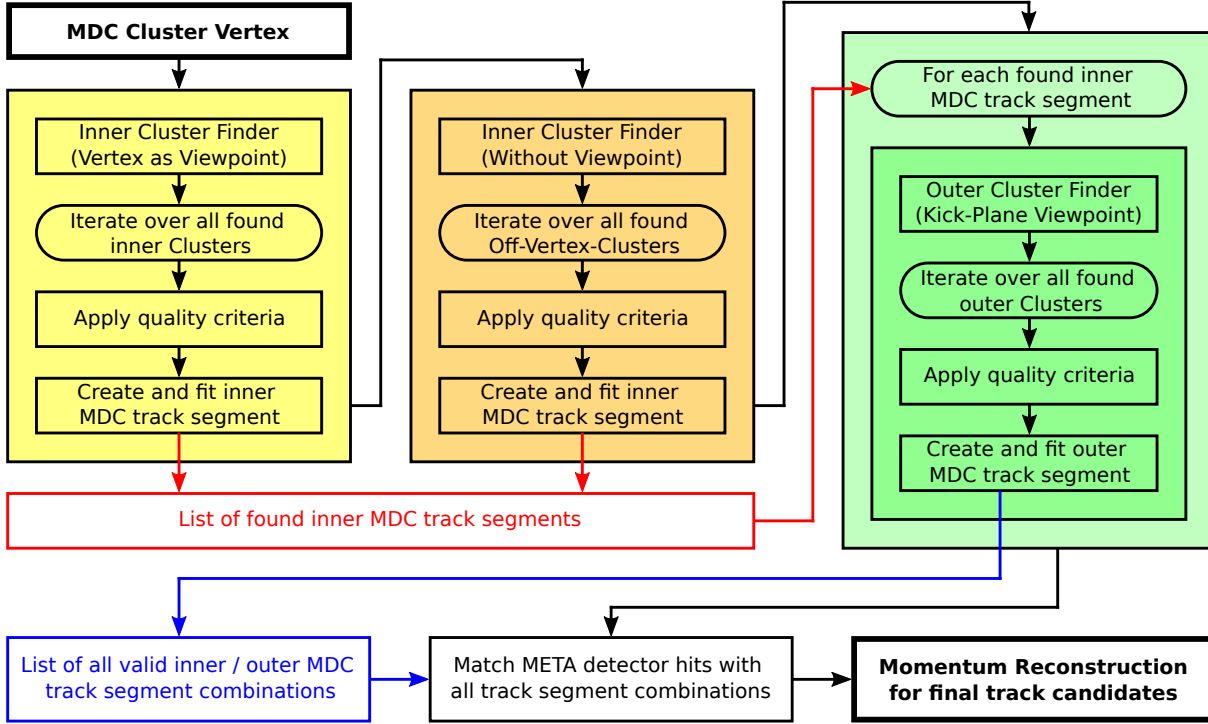 MDC Cluster Vertex
Inner Cluster Finder
(Vertex as Viewpoint)
Iterate over all found
inner Clusters
Apply quality criteria
Create and fit inner
MDC track segment
Inner Cluster Finder
(Without Viewpoint)
Iterate over all found
Off-Vertex-Clusters
Apply quality criteria
Create and fit inner
MDC track segment
List of found inner MDC track segments
For each found inner
MDC track segment
Outer Cluster Finder
(Kick-Plane Viewpoint)
Iterate over all found
outer Clusters
Apply quality criteria
Create and fit outer
MDC track segment
List of all valid inner / outer MDC
track segment combinations
Match META detector hits with
all track segment combinations
Momentum Reconstruction
for final track candidates